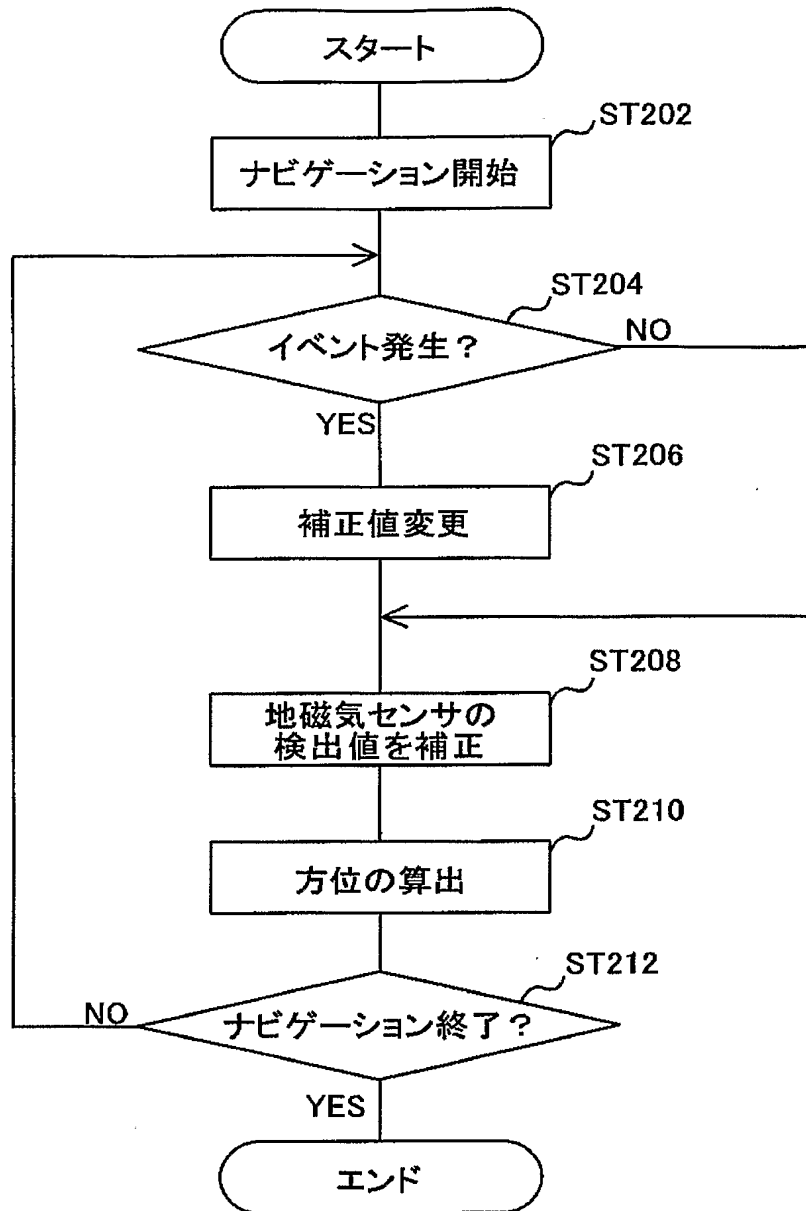 スタート
ST202
ナビゲーション開始
ST204
イベント発生？
NO
YES
ST206
補正値変更
ST208
地磁気センサの
検出値を補正
ST210
方位の算出
ST212
ナビゲーション終了？
NO
YES
エンド